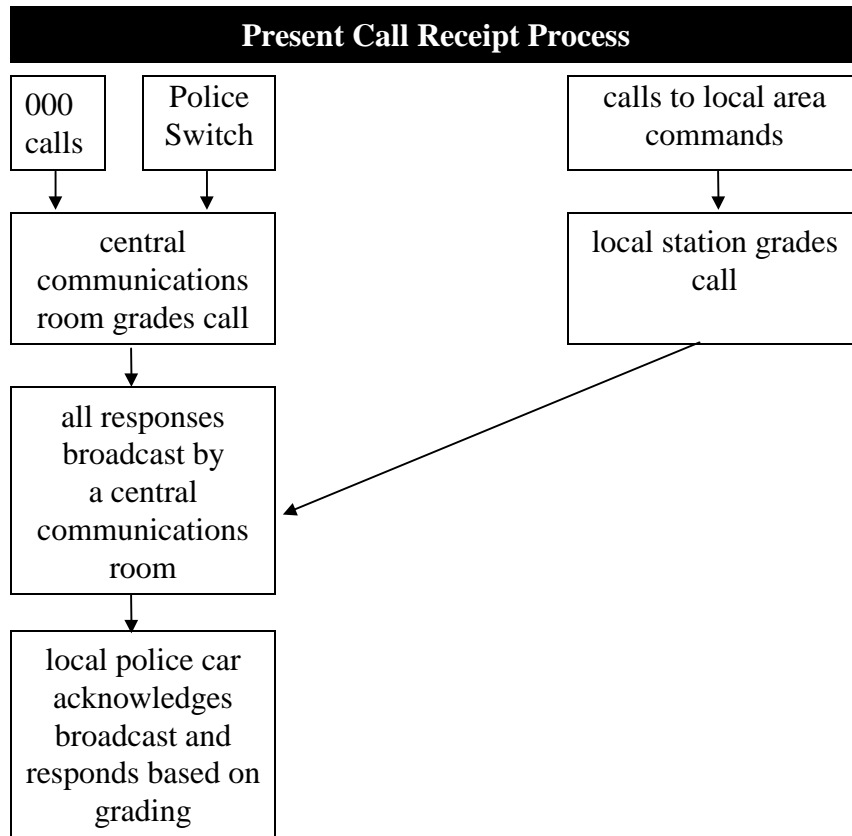 Present Call Receipt Process
000
calls
Police
Switch
calls to local area
commands
central
communications
room grades call
local station grades
call
all responses
broadcast by
a central
communications
room
local police car
acknowledges
broadcast and
responds based on
grading